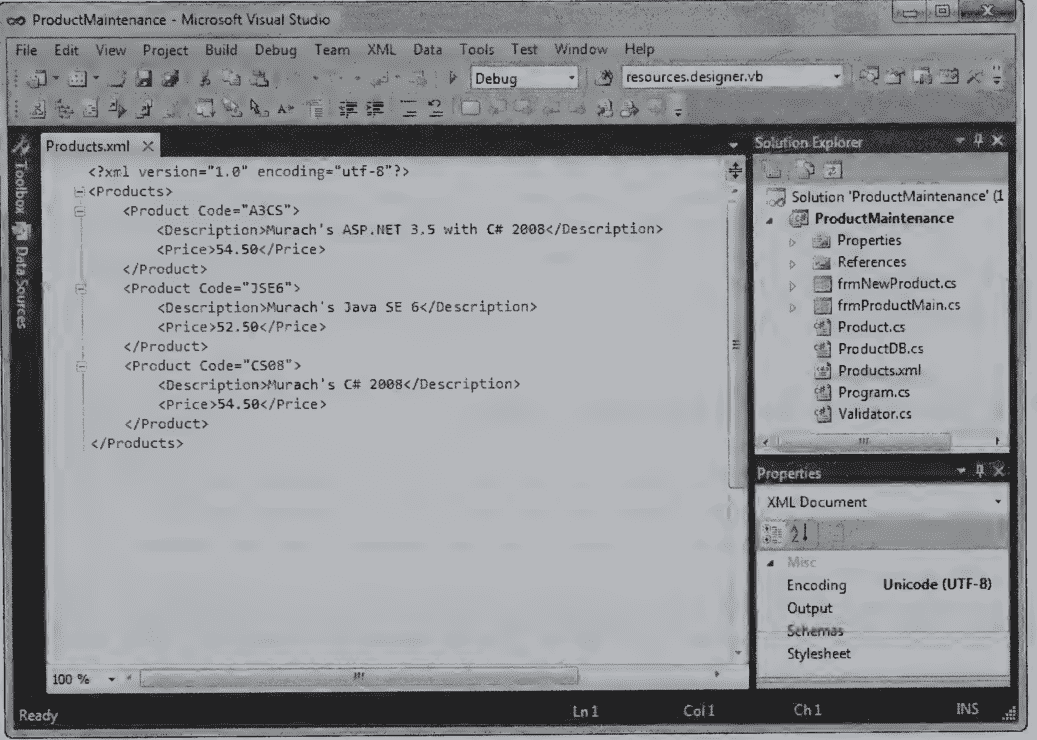 ProductMaintenance - Microsoft Visual Studio
File Edit View Project Build Debug Team XML Data Tools Test Window Help
Debug resources.designer.vb
Toolbox
Data Sources
Products.xml
<?xml version="1.0" encoding="utf-8"?>
<Products>
<Product Code="A3CS">
<Description>Murach's ASP.NET 3.5 with C# 2008</Description>
<Price>54.50</Price>
</Product>
<Product Code="JSE6">
<Description>Murach's Java SE 6</Description>
<Price>52.50</Price>
</Product>
<Product Code="CS08">
<Description>Murach's C# 2008</Description>
<Price>54.50</Price>
</Product>
</Products>
100 %
Solution Explorer
Solution 'ProductMaintenance' (1
ProductMaintenance
Properties
References
frmNewProduct.cs
frmProductMain.cs
Product.cs
ProductDB.cs
Products.xml
Program.cs
Validator.cs
Properties
XML Document
Misc
Encoding Unicode (UTF-8)
Output
Schemas
Stylesheet
Ready Ln 1 Col 1 Ch 1 INS